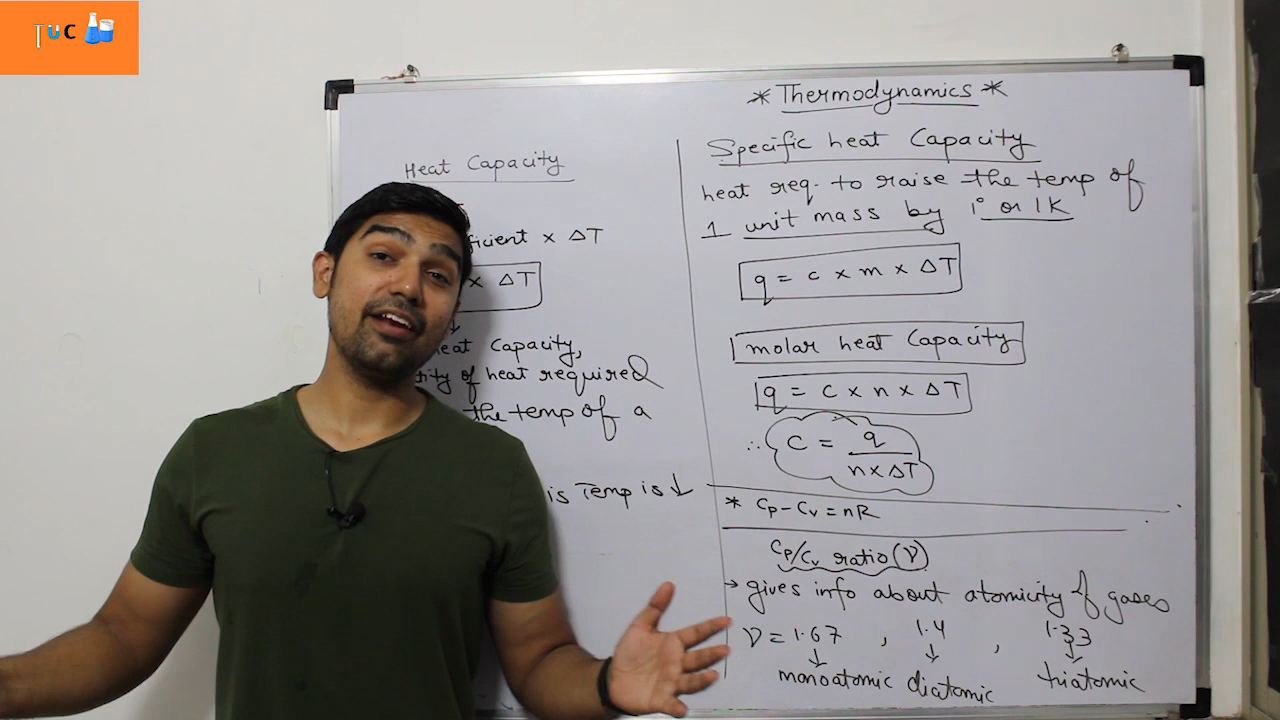 TUC
* Thermodynamics *
Heat Capacity
ficient × ΔT
× ΔT
heat Capacity,
tity of heat required
the temp of a
is Temp is ↓
Specific heat Capacity
heat req. to raise the temp of
1 unit mass by 1° or 1K
q = c × m × ΔT
molar heat Capacity
q = c × n × ΔT
∴ C = q / n×ΔT
* Cp - Cv = nR
Cp/Cv ratio (γ)
→ gives info about atomicity of gases
γ = 1.67 , 1.4 , 1.33
↓ ↓ ↓
monoatomic diatomic triatomic